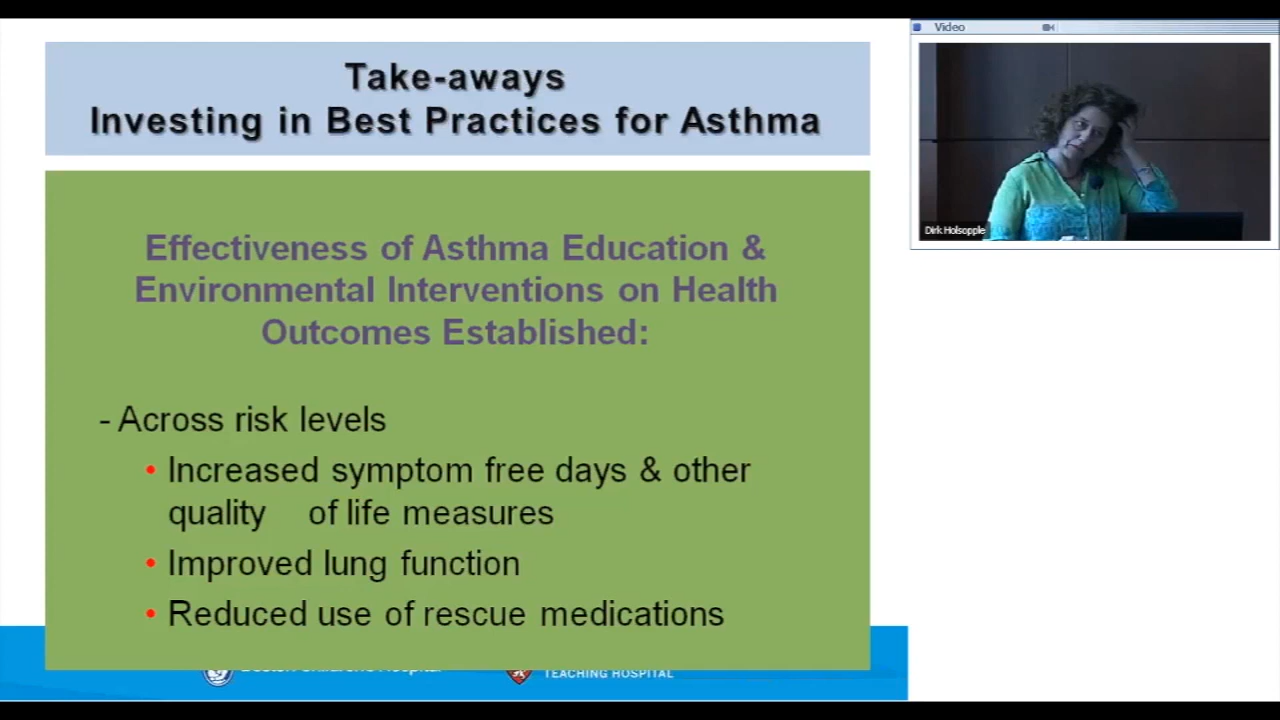 Take-aways
Investing in Best Practices for Asthma
Effectiveness of Asthma Education &
Environmental Interventions on Health
Outcomes Established:
- Across risk levels
• Increased symptom free days & other
quality of life measures
• Improved lung function
• Reduced use of rescue medications
TEACHING HOSPITAL
Video
Dirk Holsopple